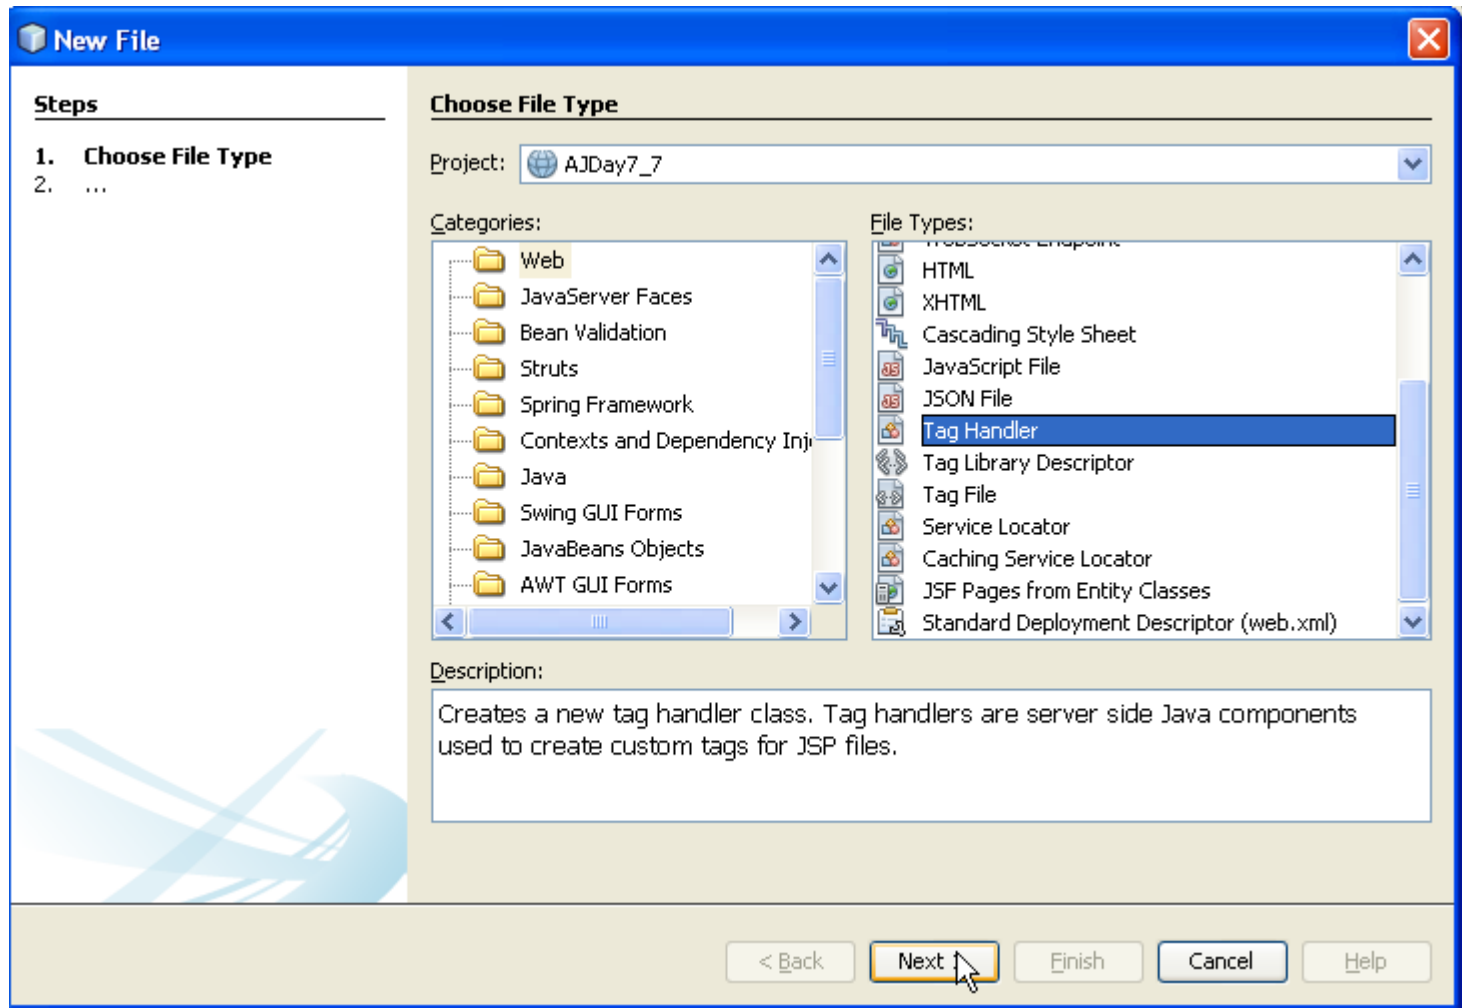 New File
Steps
1. Choose File Type
2. ...
Choose File Type
Project: AJDay7_7
Categories:
Web
JavaServer Faces
Bean Validation
Struts
Spring Framework
Contexts and Dependency Inj
Java
Swing GUI Forms
JavaBeans Objects
AWT GUI Forms
File Types:
WebSocket Endpoint
HTML
XHTML
Cascading Style Sheet
JavaScript File
JSON File
Tag Handler
Tag Library Descriptor
Tag File
Service Locator
Caching Service Locator
JSF Pages from Entity Classes
Standard Deployment Descriptor (web.xml)
Description:
Creates a new tag handler class. Tag handlers are server side Java components
used to create custom tags for JSP files.
< Back
Next
Finish
Cancel
Help